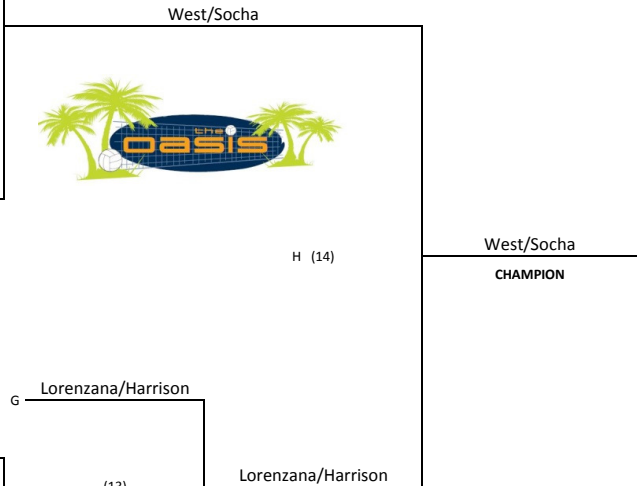 West/Socha
the
oasis
H (14)
West/Socha
CHAMPION
G
Lorenzana/Harrison
Lorenzana/Harrison